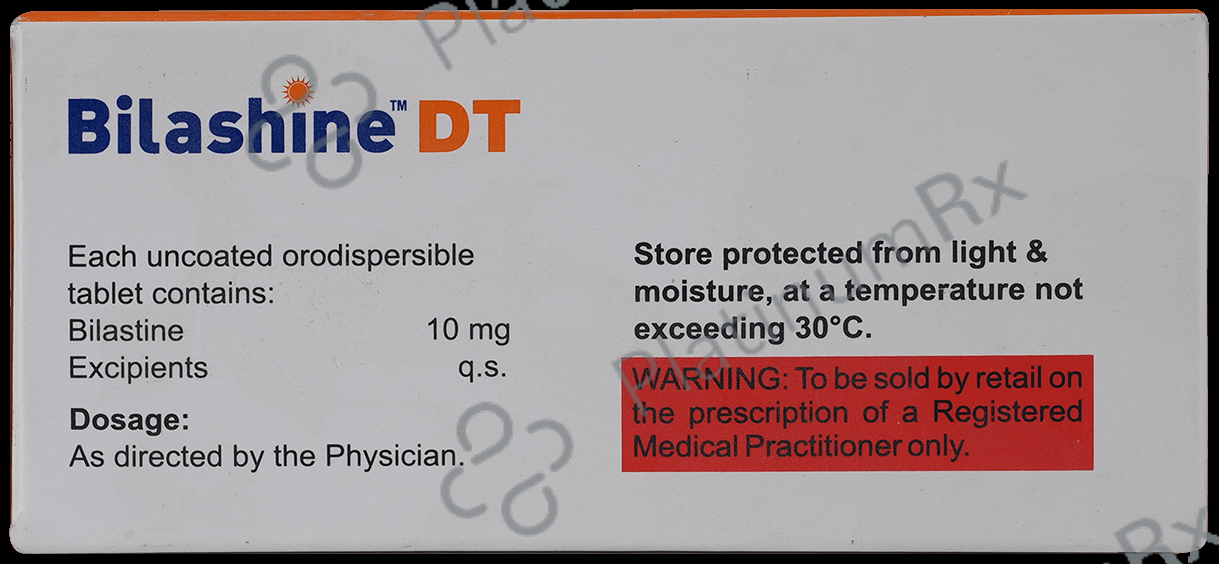 PlatinumRx
Bilashine™ DT
Each uncoated orodispersible
tablet contains:
Bilastine 10 mg
Excipients q.s.
Dosage:
As directed by the Physician.
Store protected from light &
moisture, at a temperature not
exceeding 30°C.
WARNING: To be sold by retail on
the prescription of a Registered
Medical Practitioner only.